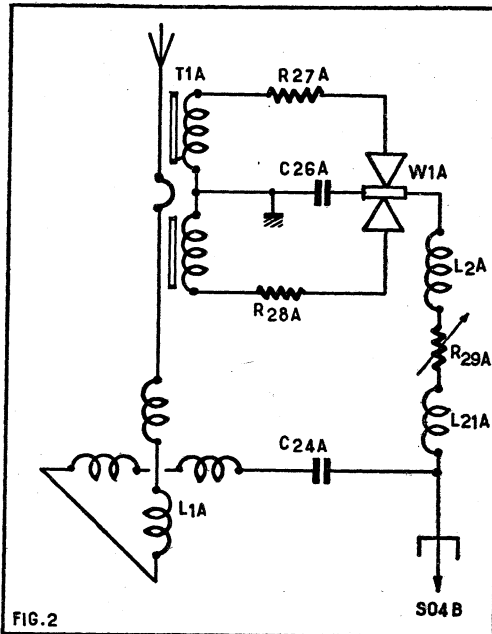 T1A
R27A
C26A
W1A
L2A
R28A
R29A
L21A
C24A
L1A
S04B
FIG.2